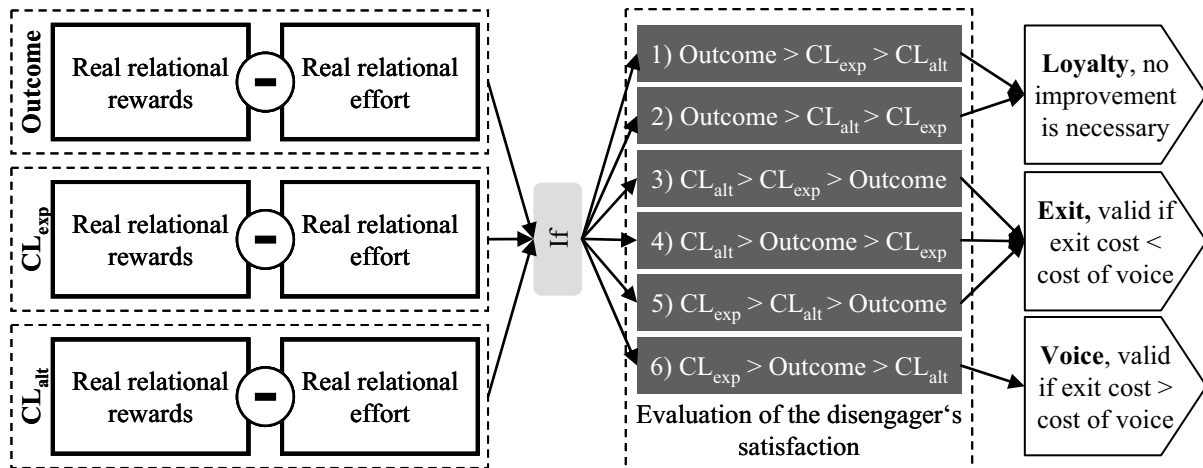 Outcome
Real relational
rewards
-
Real relational
effort
CLexp
Real relational
rewards
-
Real relational
effort
CLalt
Real relational
rewards
-
Real relational
effort
If
1) Outcome > CLexp > CLalt
2) Outcome > CLalt > CLexp
3) CLalt > CLexp > Outcome
4) CLalt > Outcome > CLexp
5) CLexp > CLalt > Outcome
6) CLexp > Outcome > CLalt
Evaluation of the disengager‘s
satisfaction
Loyalty, no
improvement
is necessary
Exit, valid if
exit cost <
cost of voice
Voice, valid
if exit cost >
cost of voice